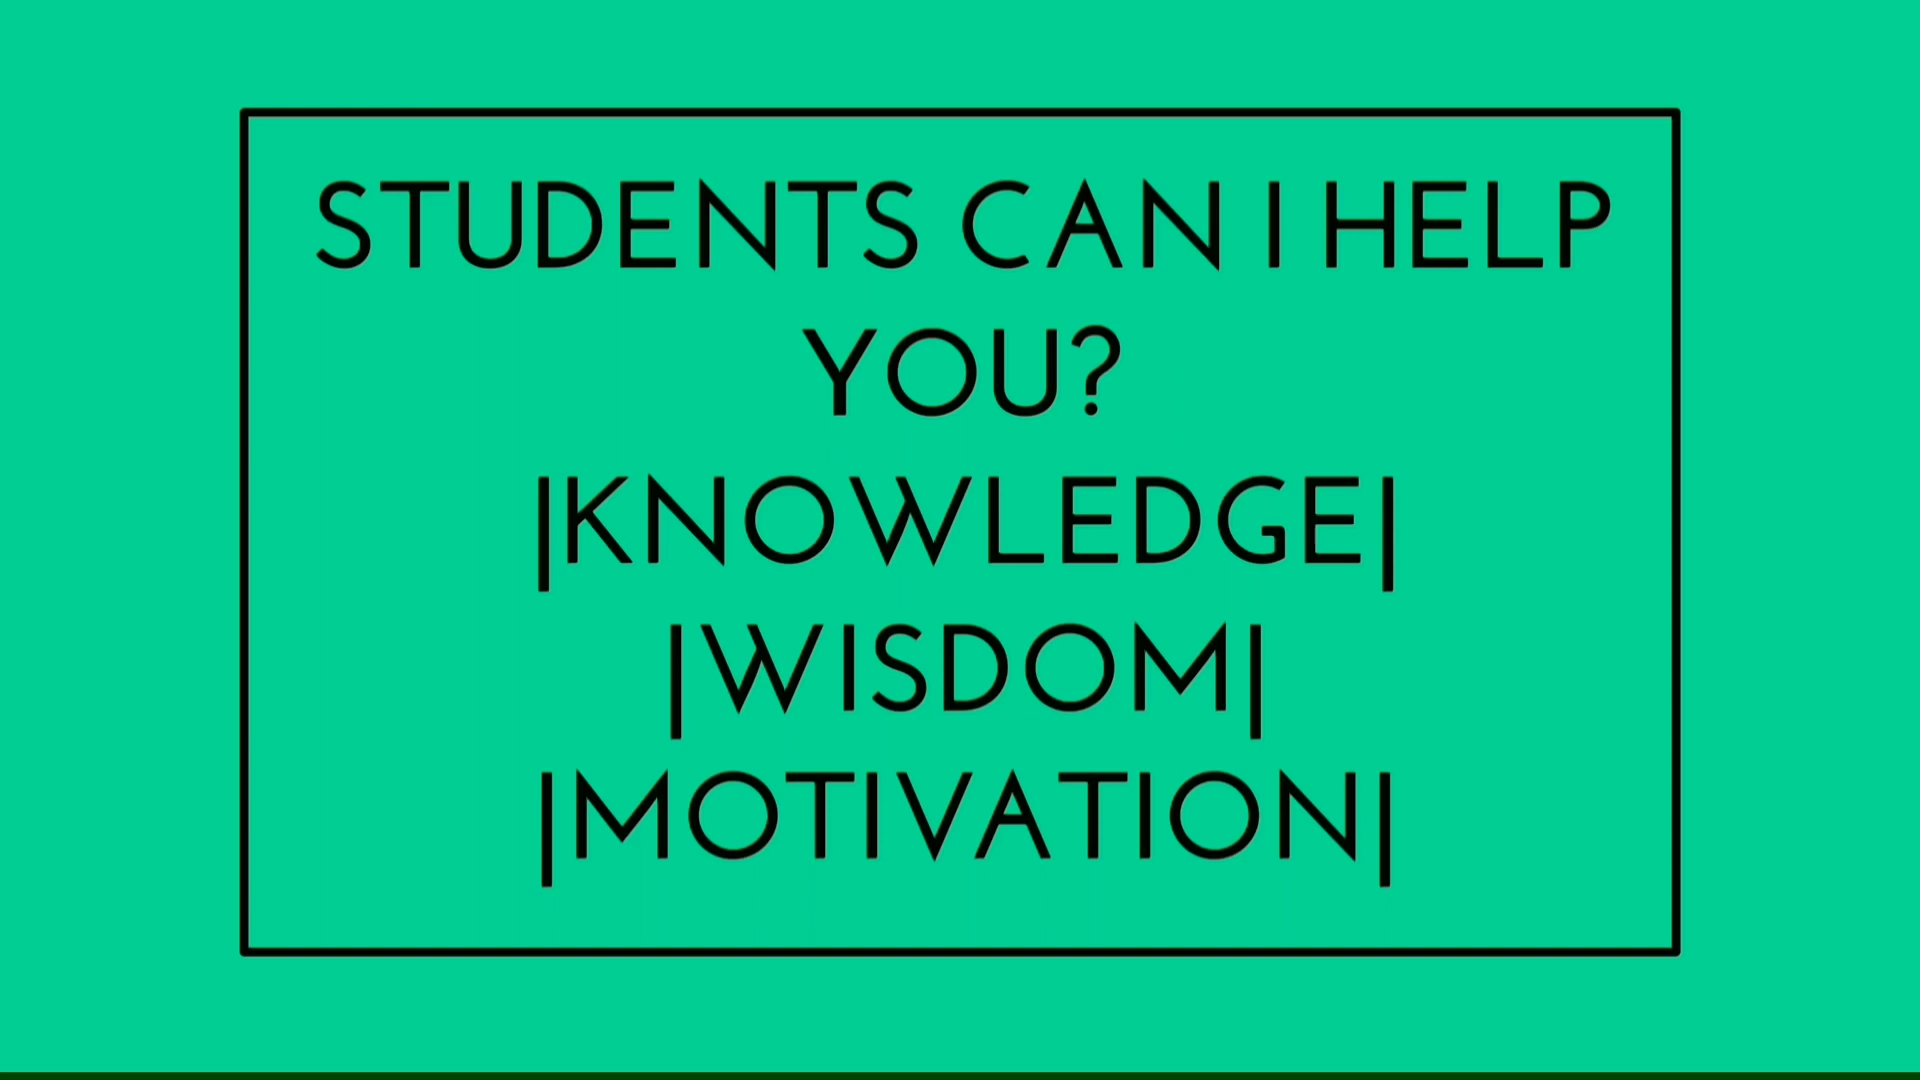 STUDENTS CAN I HELP
YOU?
|KNOWLEDGE|
|WISDOM|
|MOTIVATION|